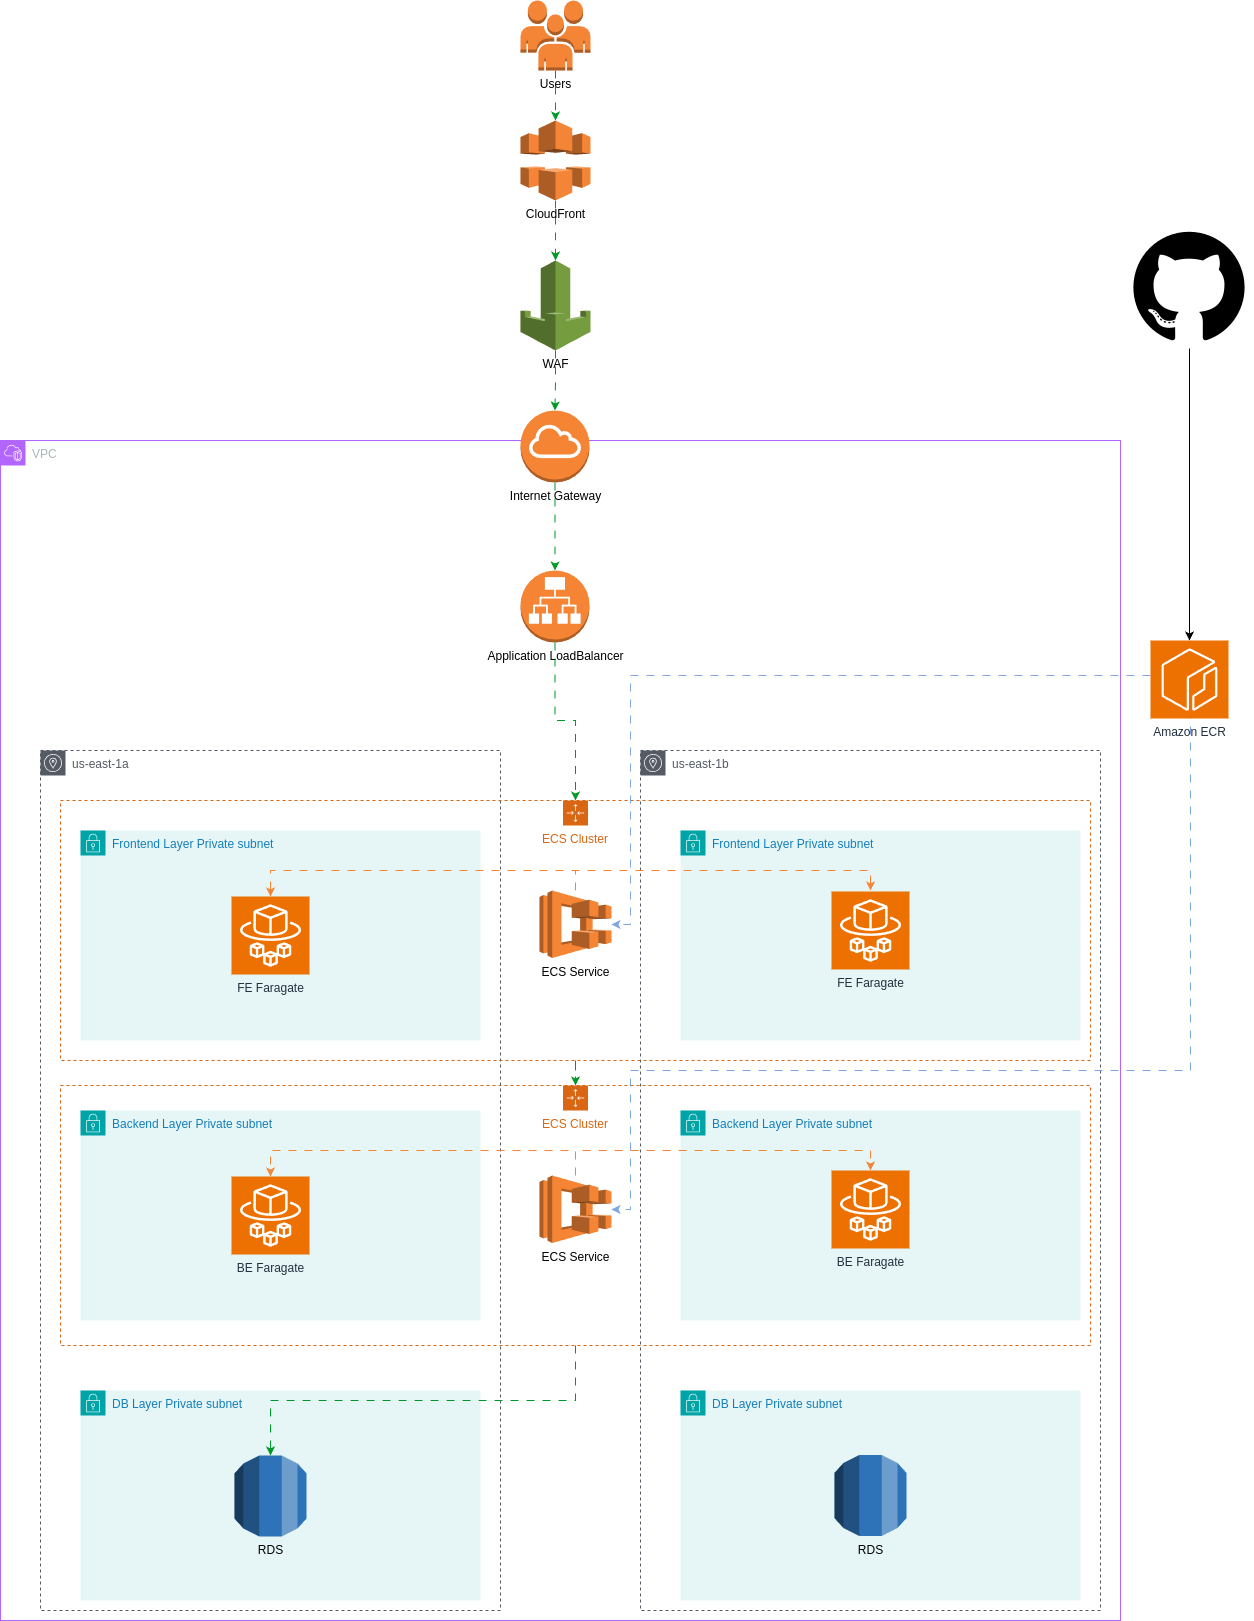 Users
CloudFront
WAF
VPC
Internet Gateway
Application LoadBalancer
Amazon ECR
us-east-1a
us-east-1b
ECS Cluster
Frontend Layer Private subnet
Frontend Layer Private subnet
ECS Service
FE Faragate
FE Faragate
ECS Cluster
Backend Layer Private subnet
Backend Layer Private subnet
ECS Service
BE Faragate
BE Faragate
DB Layer Private subnet
DB Layer Private subnet
RDS
RDS